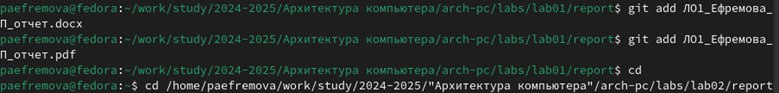 paefremova@fedora:~/work/study/2024-2025/Архитектура компьютера/arch-pc/labs/lab01/report$ git add ЛО1_Ефремова_
П_отчет.docx
paefremova@fedora:~/work/study/2024-2025/Архитектура компьютера/arch-pc/labs/lab01/report$ git add ЛО1_Ефремова_
П_отчет.pdf
paefremova@fedora:~/work/study/2024-2025/Архитектура компьютера/arch-pc/labs/lab01/report$ cd
paefremova@fedora:~$ cd /home/paefremova/work/study/2024-2025/"Архитектура компьютера"/arch-pc/labs/lab02/report